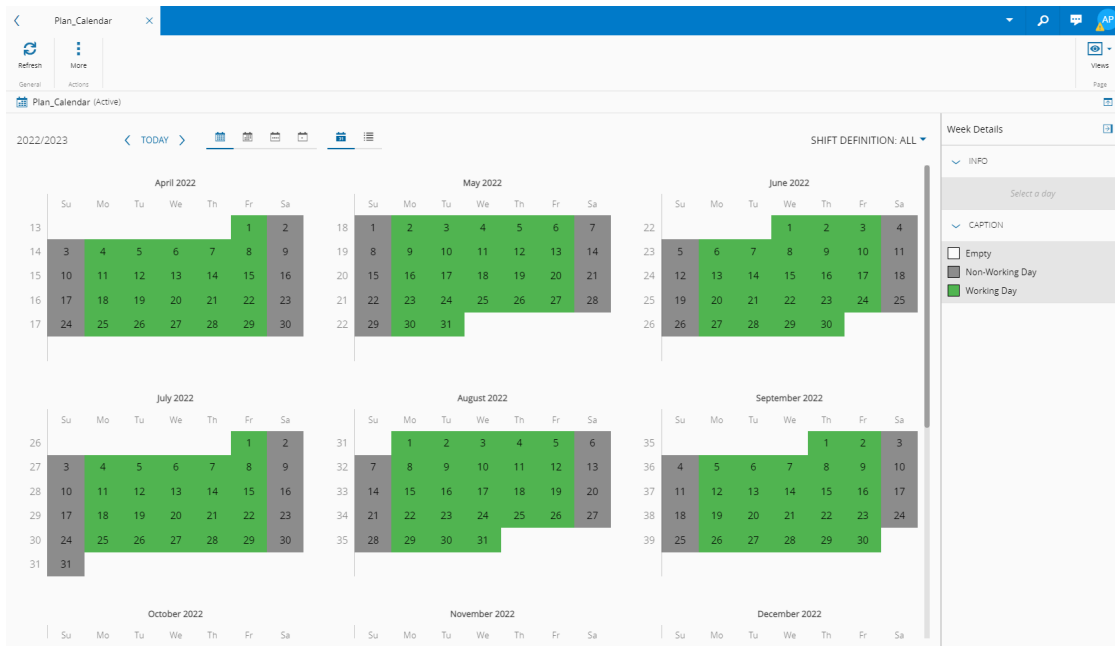 Plan_Calendar
AP
Refresh
More
Views
General
Actions
Page
Plan_Calendar (Active)
2022/2023
TODAY
SHIFT DEFINITION: ALL
Week Details
INFO
Select a day
CAPTION
Empty
Non-Working Day
Working Day
April 2022
Su Mo Tu We Th Fr Sa
13 1 2
14 3 4 5 6 7 8 9
15 10 11 12 13 14 15 16
16 17 18 19 20 21 22 23
17 24 25 26 27 28 29 30
May 2022
Su Mo Tu We Th Fr Sa
18 1 2 3 4 5 6 7
19 8 9 10 11 12 13 14
20 15 16 17 18 19 20 21
21 22 23 24 25 26 27 28
22 29 30 31
June 2022
Su Mo Tu We Th Fr Sa
22 1 2 3 4
23 5 6 7 8 9 10 11
24 12 13 14 15 16 17 18
25 19 20 21 22 23 24 25
26 26 27 28 29 30
July 2022
Su Mo Tu We Th Fr Sa
26 1 2
27 3 4 5 6 7 8 9
28 10 11 12 13 14 15 16
29 17 18 19 20 21 22 23
30 24 25 26 27 28 29 30
31 31
August 2022
Su Mo Tu We Th Fr Sa
31 1 2 3 4 5 6
32 7 8 9 10 11 12 13
33 14 15 16 17 18 19 20
34 21 22 23 24 25 26 27
35 28 29 30 31
September 2022
Su Mo Tu We Th Fr Sa
35 1 2 3
36 4 5 6 7 8 9 10
37 11 12 13 14 15 16 17
38 18 19 20 21 22 23 24
39 25 26 27 28 29 30
October 2022
Su Mo Tu We Th Fr Sa
November 2022
Su Mo Tu We Th Fr Sa
December 2022
Su Mo Tu We Th Fr Sa